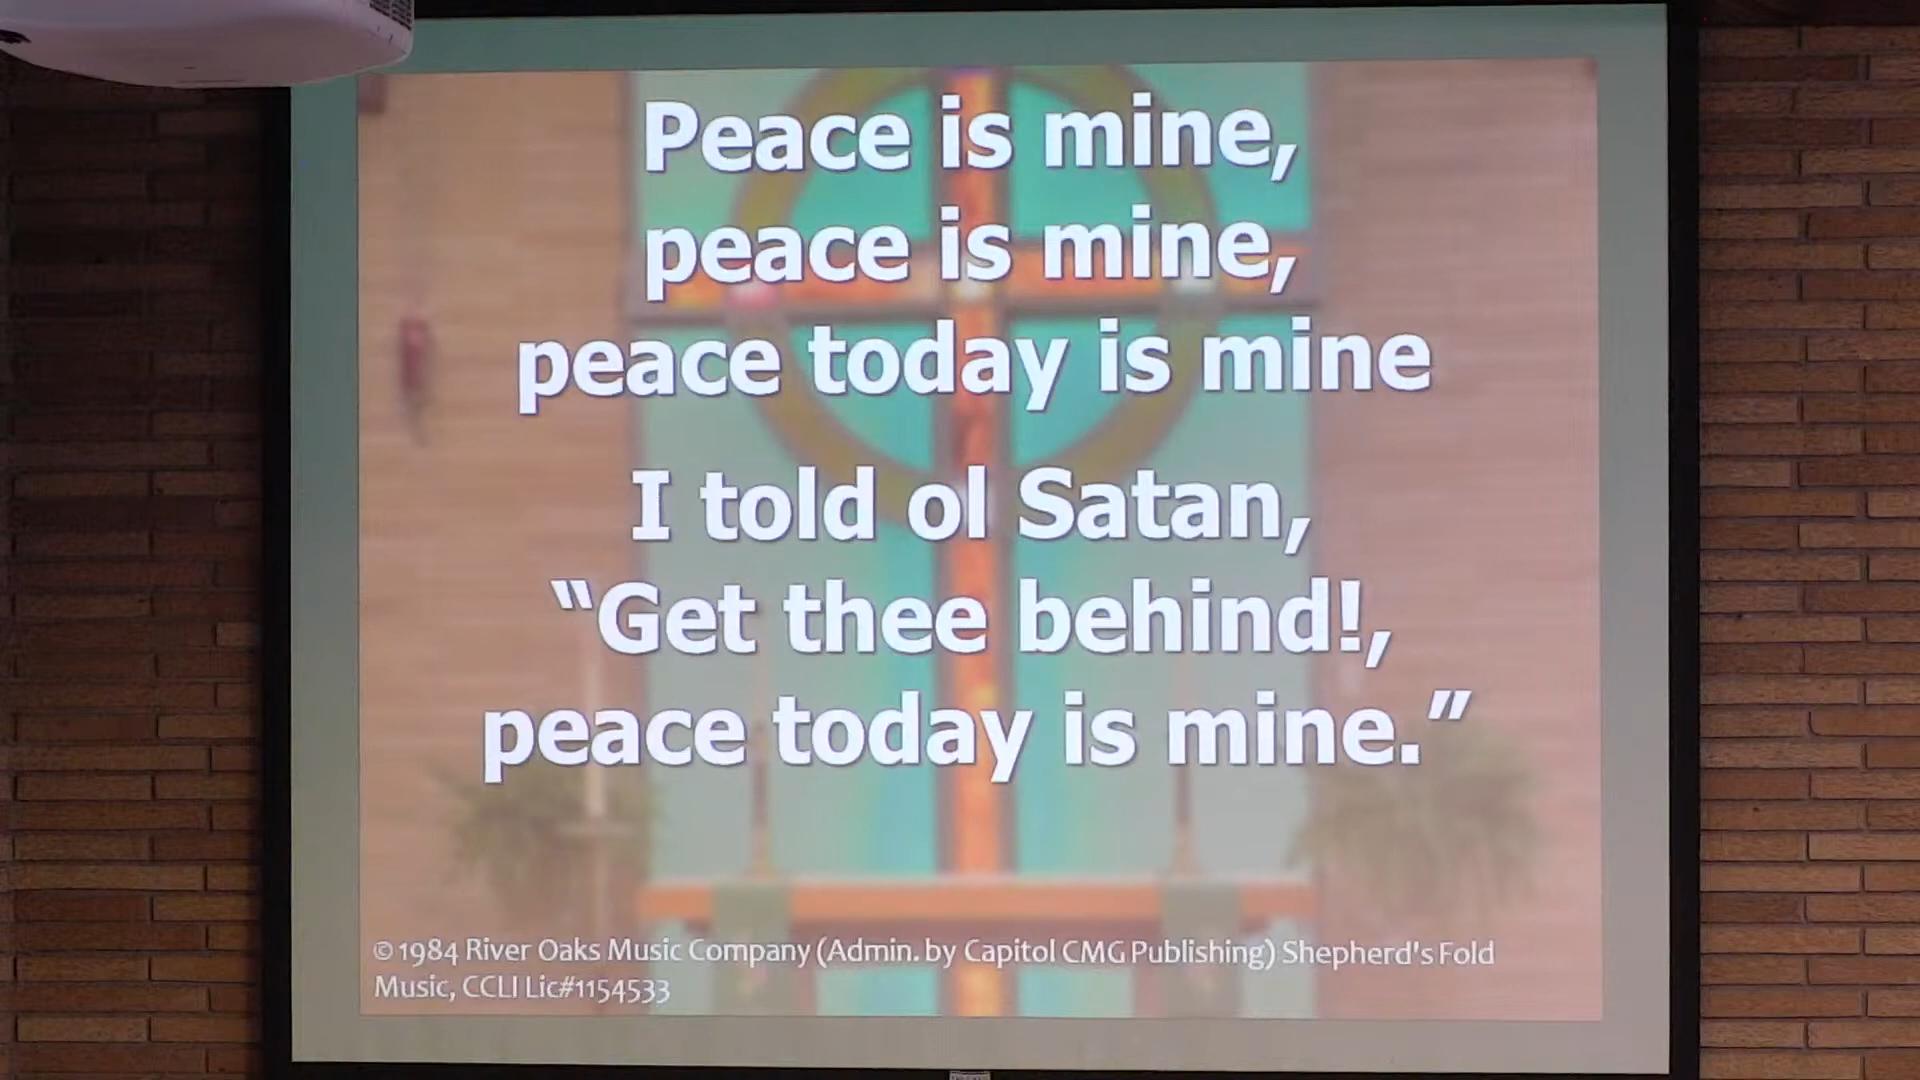 Peace is mine,
peace is mine,
peace today is mine
I told ol Satan,
“Get thee behind!,
peace today is mine.”
© 1984 River Oaks Music Company (Admin. by Capitol CMG Publishing) Shepherd's Fold
Music, CCLI Lic#1154533